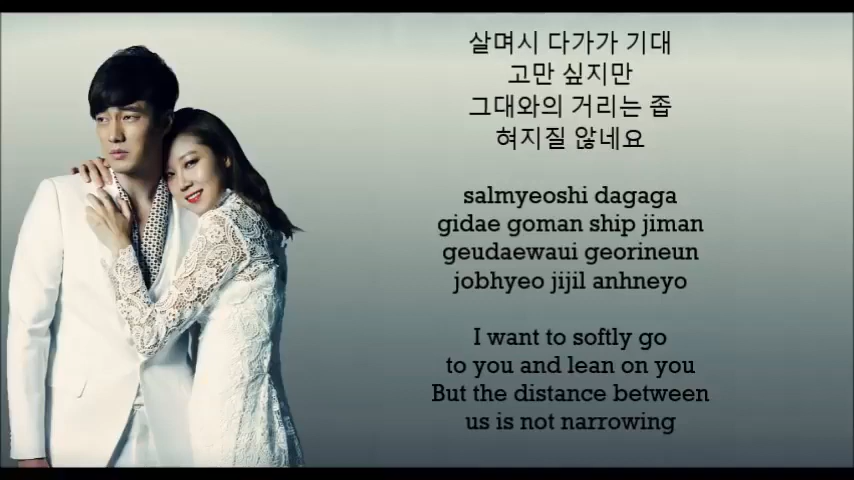 살며시 다가가 기대
고만 싶지만
그대와의 거리는 좁
혀지질 않네요
salmyeoshi dagaga
gidae goman ship jiman
geudaewaui georineun
jobhyeo jijil anhneyo
I want to softly go
to you and lean on you
But the distance between
us is not narrowing